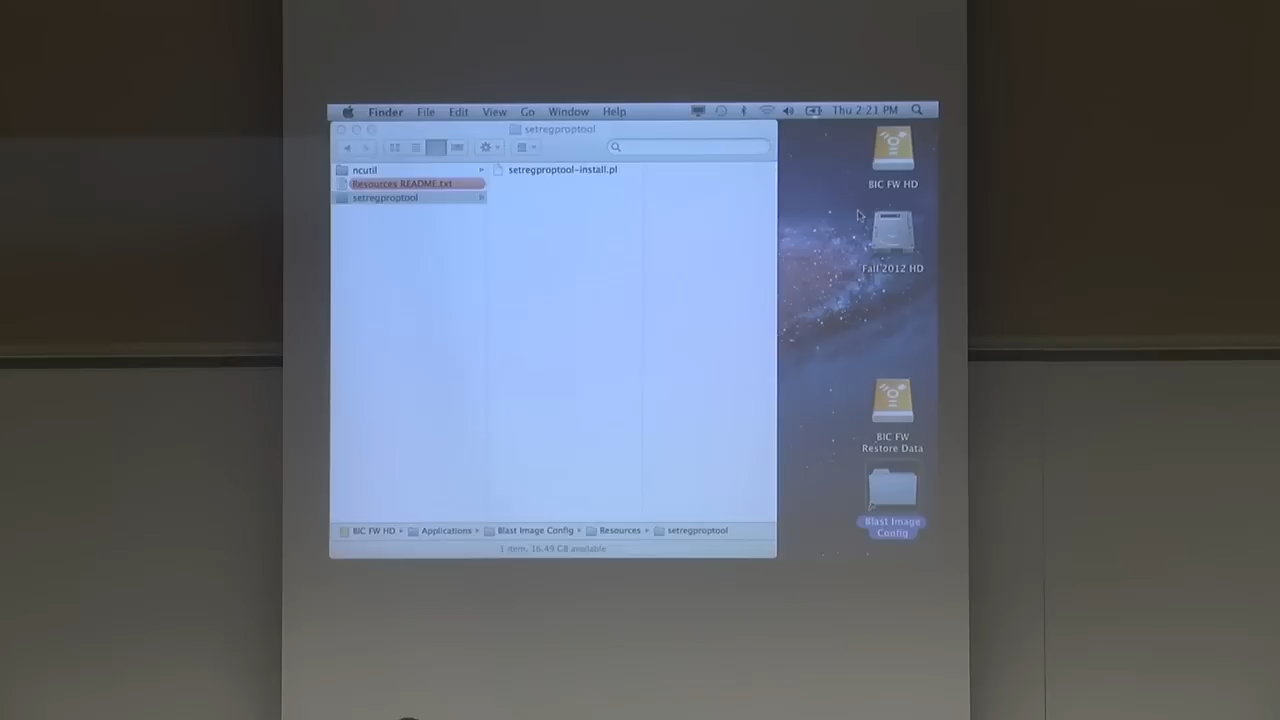 Finder File Edit View Go Window Help Thu 2:21 PM
setregproptool
ncutil
setregproptool-install.pl
Resources README.txt
setregproptool
BIC FW HD
Fall 2012 HD
BIC FW
Restore Data
Blast Image
Config
BIC FW HD Applications Blast Image Config Resources setregproptool
1 item, 16.49 GB available